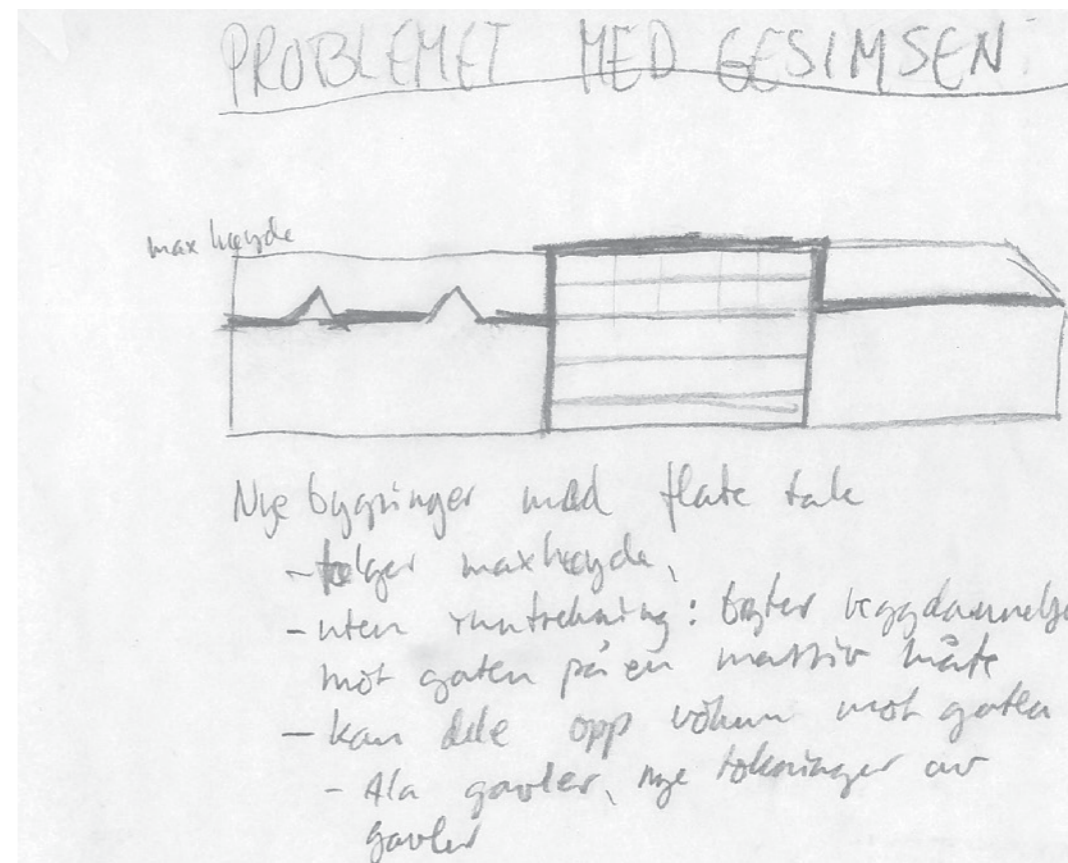 PROBLEMET MED GESIMSEN:
max høyde
Nye bygninger med flate tak
- følger maxhøyde,
- uten inntrekning: bryter veggdannelse
mot gaten på en massiv måte
- kan dele opp volum mot gaten
- Ala gavler, nye tolkninger av
gavler